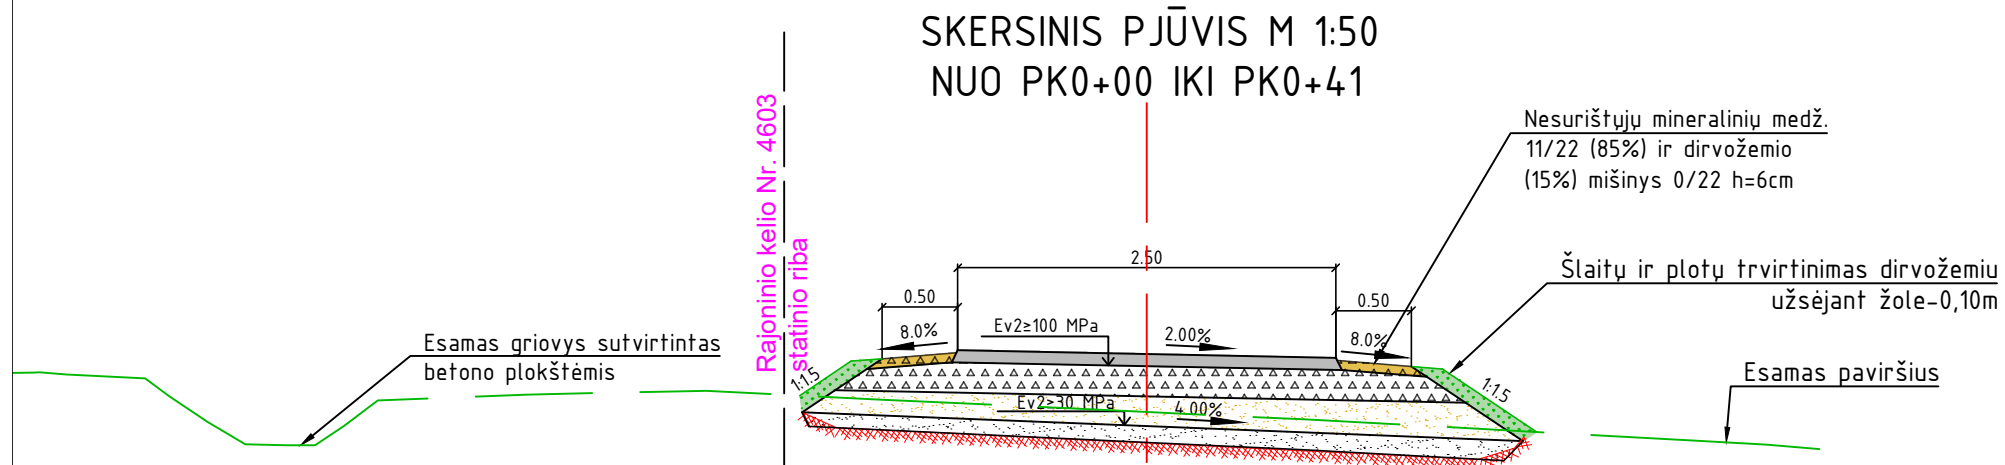 SKERSINIS PJŪVIS M 1:50
NUO PK0+00 IKI PK0+41
Rajoninio kelio Nr. 4603
statinio riba
Nesurištųjų mineralinių medž.
11/22 (85%) ir dirvožemio
(15%) mišinys 0/22 h=6cm
2.50
Šlaitų ir plotų trvirtinimas dirvožemiu
užsėjant žole-0,10m
0.50
0.50
8.0%
Ev2≥100 MPa
2.00%
8.0%
Esamas griovys sutvirtintas
betono plokštėmis
Esamas paviršius
1:1.5
1:1.5
Ev2≥30 MPa
4.00%